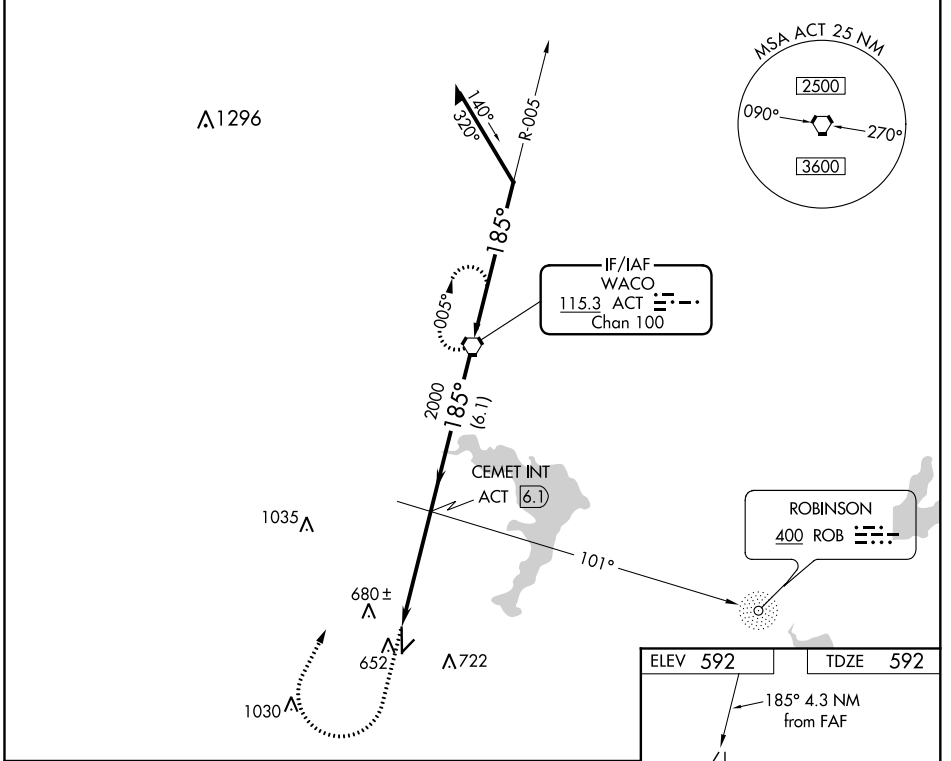 MSA ACT 25 NM
2500
090°
270°
3600
1296
140°
320°
R-005
185°
005°
IF/IAF
WACO
115.3 ACT
Chan 100
2000
185°
(6.1)
CEMET INT
ACT 6.1
1035
101°
ROBINSON
400 ROB
680 ±
652
722
1030
ELEV 592
TDZE 592
185° 4.3 NM
from FAF